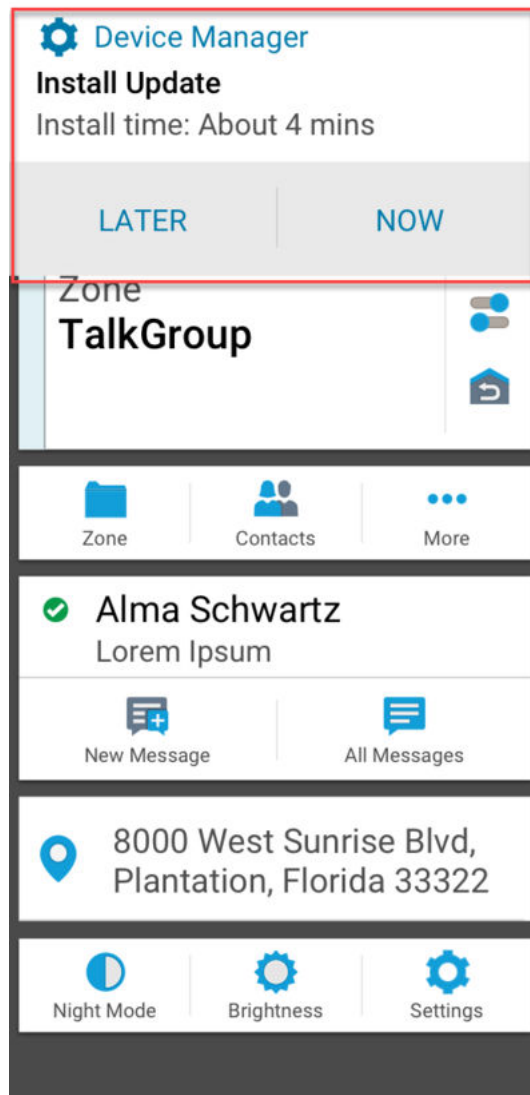 Device Manager
Install Update
Install time: About 4 mins
LATER
NOW
Zone
TalkGroup
Zone
Contacts
More
Alma Schwartz
Lorem Ipsum
New Message
All Messages
8000 West Sunrise Blvd,
Plantation, Florida 33322
Night Mode
Brightness
Settings